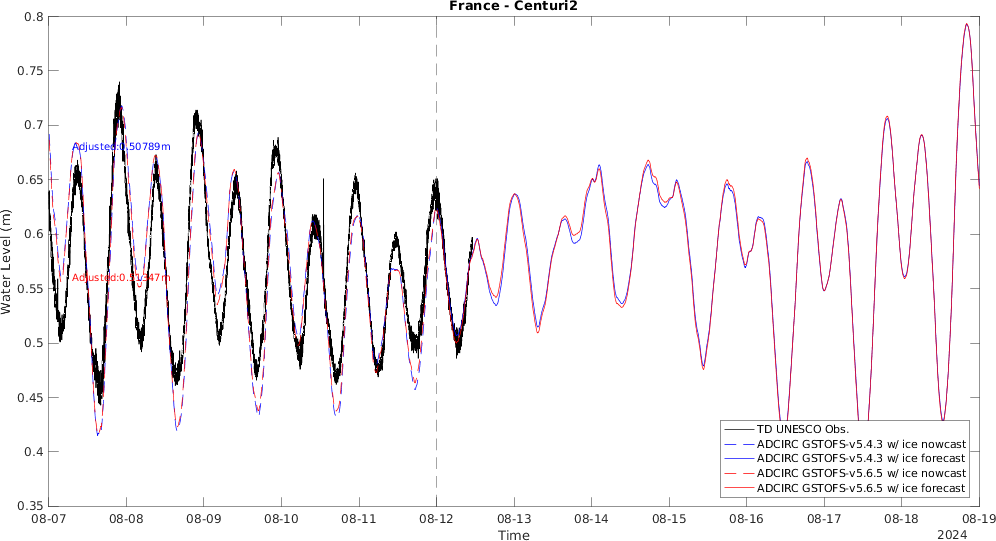 France - Centuri2
0.8
0.75
0.7
0.65
0.6
0.55
0.5
0.45
0.4
0.35
Water Level (m)
Adjusted:0.50789m
Adjusted:0.51347m
TD UNESCO Obs.
ADCIRC GSTOFS-v5.4.3 w/ ice nowcast
ADCIRC GSTOFS-v5.4.3 w/ ice forecast
ADCIRC GSTOFS-v5.6.5 w/ ice nowcast
ADCIRC GSTOFS-v5.6.5 w/ ice forecast
08-07 08-08 08-09 08-10 08-11 08-12 08-13 08-14 08-15 08-16 08-17 08-18 08-19
Time
2024